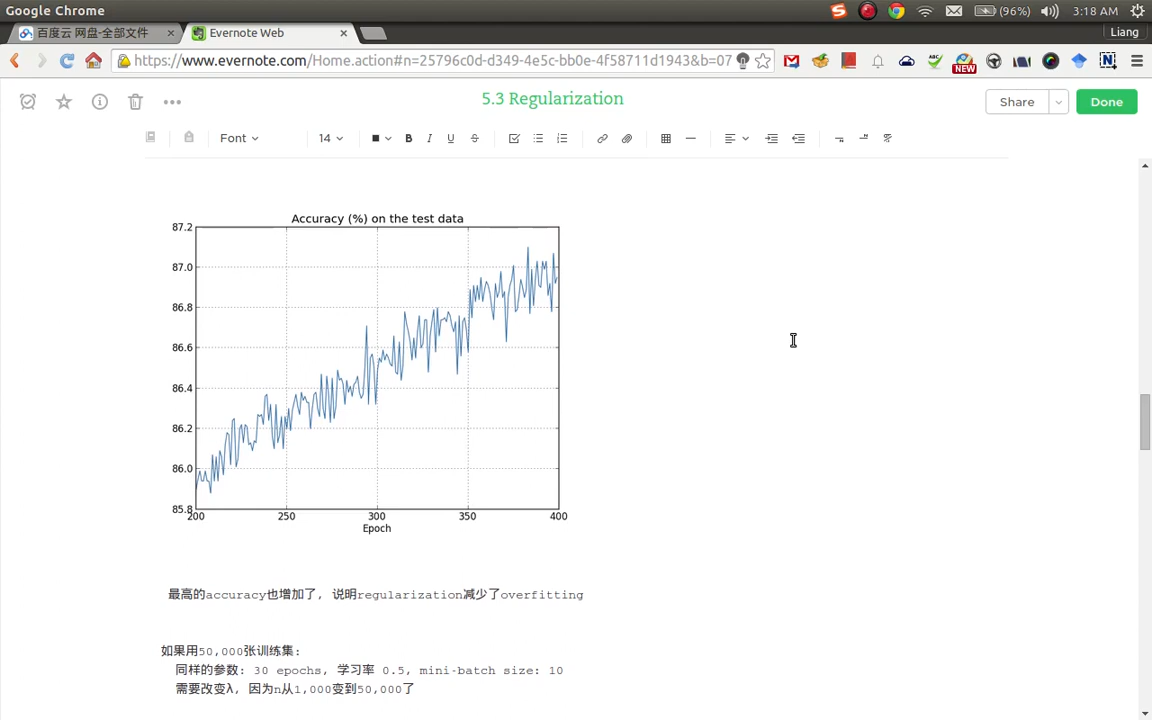 Google Chrome
(96%)
3:18 AM
百度云 网盘-全部文件
Evernote Web
Liang
https://www.evernote.com/Home.action#n=25796c0d-d349-4e5c-bb0e-4f58711d1943&b=07
NEW
5.3 Regularization
Share
Done
Font
14
B
I
U
Accuracy (%) on the test data
87.2
87.0
86.8
86.6
86.4
86.2
86.0
85.8
200
250
300
350
400
Epoch
最高的accuracy也增加了, 说明regularization减少了overfitting
如果用50,000张训练集:
同样的参数: 30 epochs, 学习率 0.5, mini-batch size: 10
需要改变λ, 因为n从1,000变到50,000了